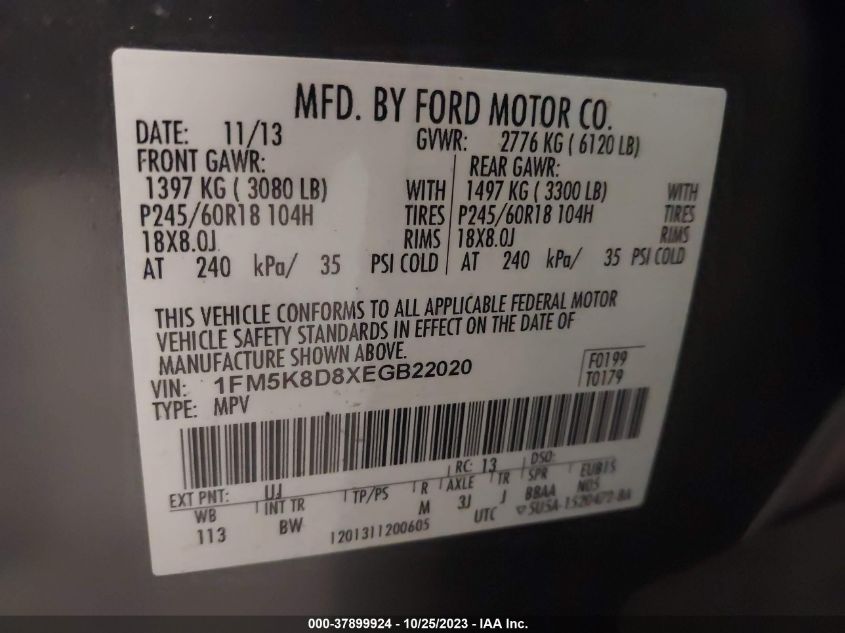 MFD. BY FORD MOTOR CO.
DATE: 11/13 GVWR: 2776 KG ( 6120 LB)
FRONT GAWR: REAR GAWR:
1397 KG ( 3080 LB) WITH 1497 KG ( 3300 LB) WITH
P245/60R18 104H TIRES P245/60R18 104H TIRES
18X8.0J RIMS 18X8.0J RIMS
AT 240 kPa/ 35 PSI COLD AT 240 kPa/ 35 PSI COLD
THIS VEHICLE CONFORMS TO ALL APPLICABLE FEDERAL MOTOR
VEHICLE SAFETY STANDARDS IN EFFECT ON THE DATE OF
MANUFACTURE SHOWN ABOVE.
VIN: 1FM5K8D8XEGB22020 F0199
TYPE: MPV T0179
RC: 13 DSO:
EXT PNT: UJ
WB INT TR TP/PS R AXLE TR SPR EUBTS
113 BW M 3J J BBAA N05
1201311200605 UTC
000-37899924 - 10/25/2023 - IAA Inc.